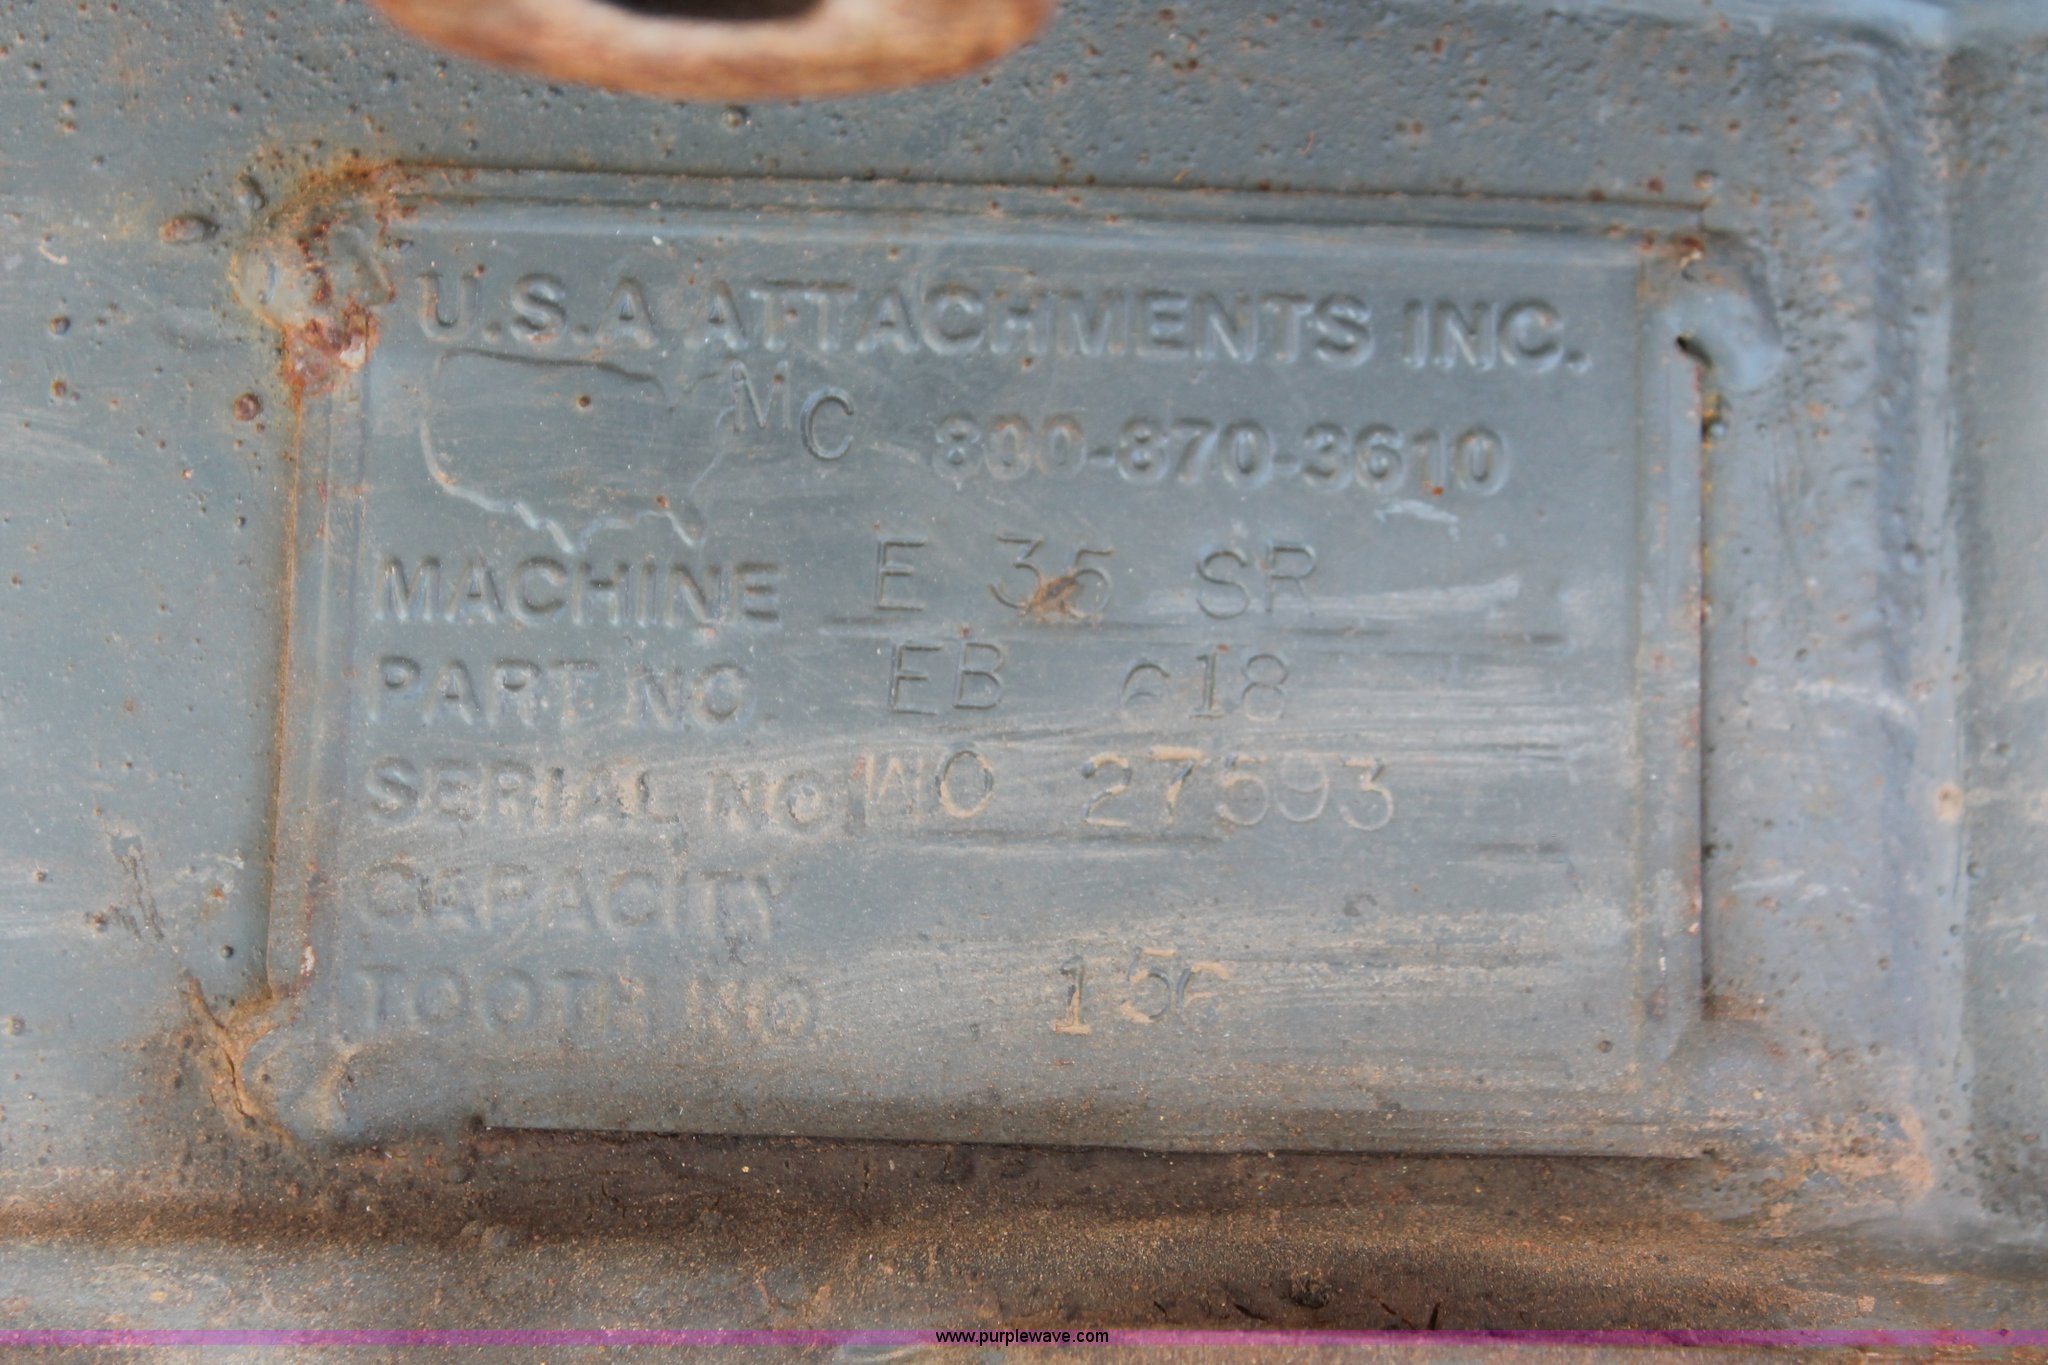 U.S.A ATTACHMENTS INC.
MC 800-870-3610
MACHINE E 35 SR
PART NO. EB 618
SERIAL NO WO 27593
CAPACITY
TOOTH NO.
www.purplewave.com